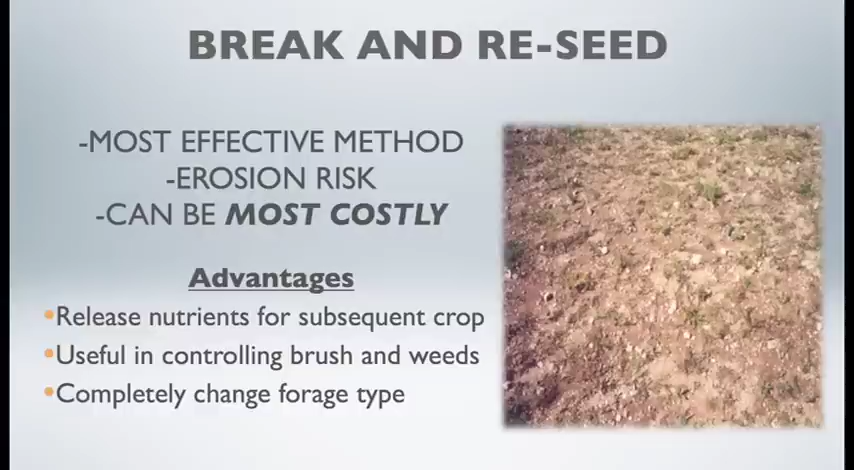 BREAK AND RE-SEED
-MOST EFFECTIVE METHOD
-EROSION RISK
-CAN BE MOST COSTLY
Advantages
•Release nutrients for subsequent crop
•Useful in controlling brush and weeds
•Completely change forage type